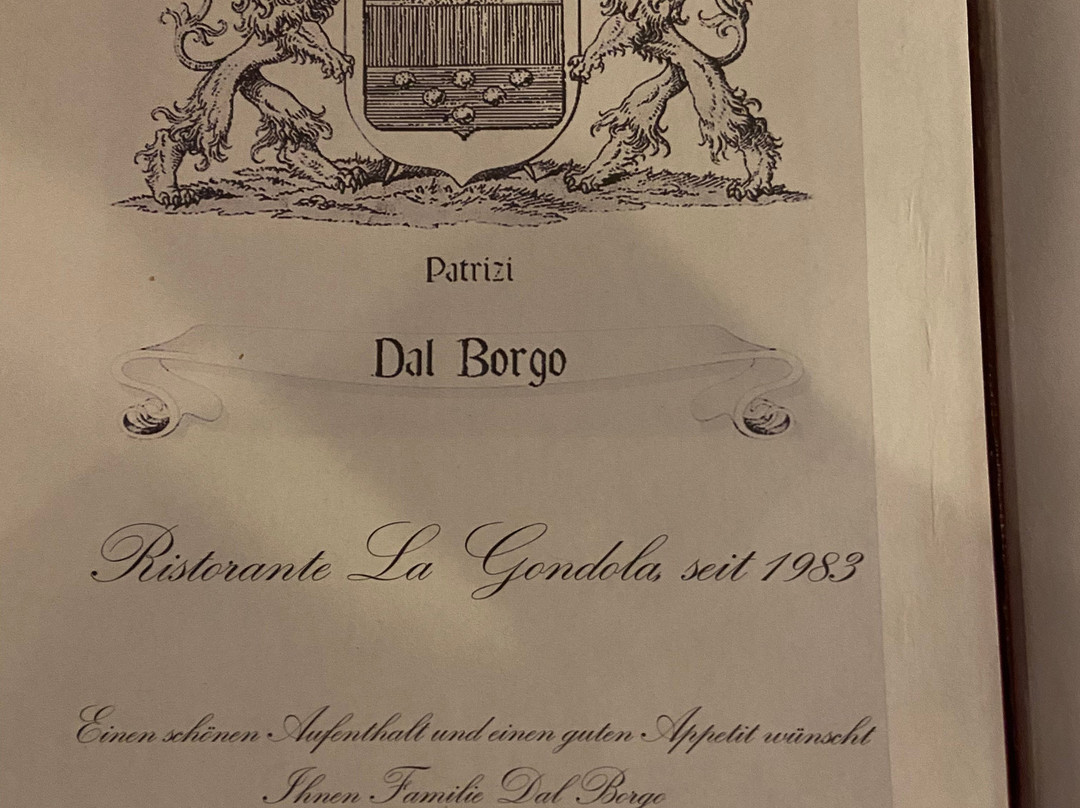 Patrizi
Dal Borgo
Ristorante La Gondola, seit 1983
Einen schönen Aufenthalt und einen guten Appetit wünscht
Ihnen Familie Dal Borgo